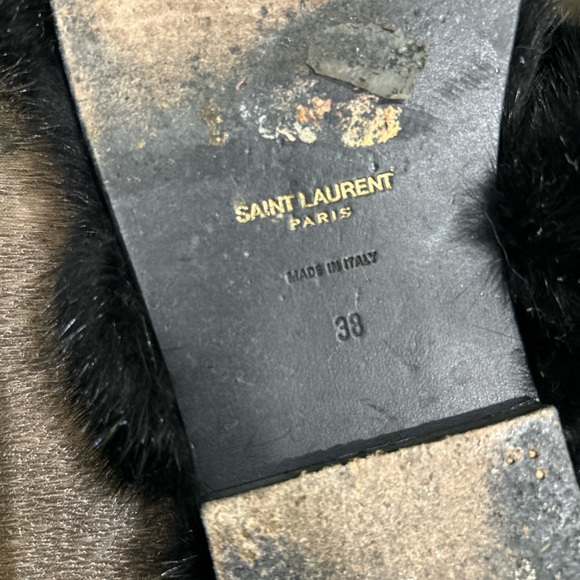 SAINT LAURENT
PARIS
MADE IN ITALY
38